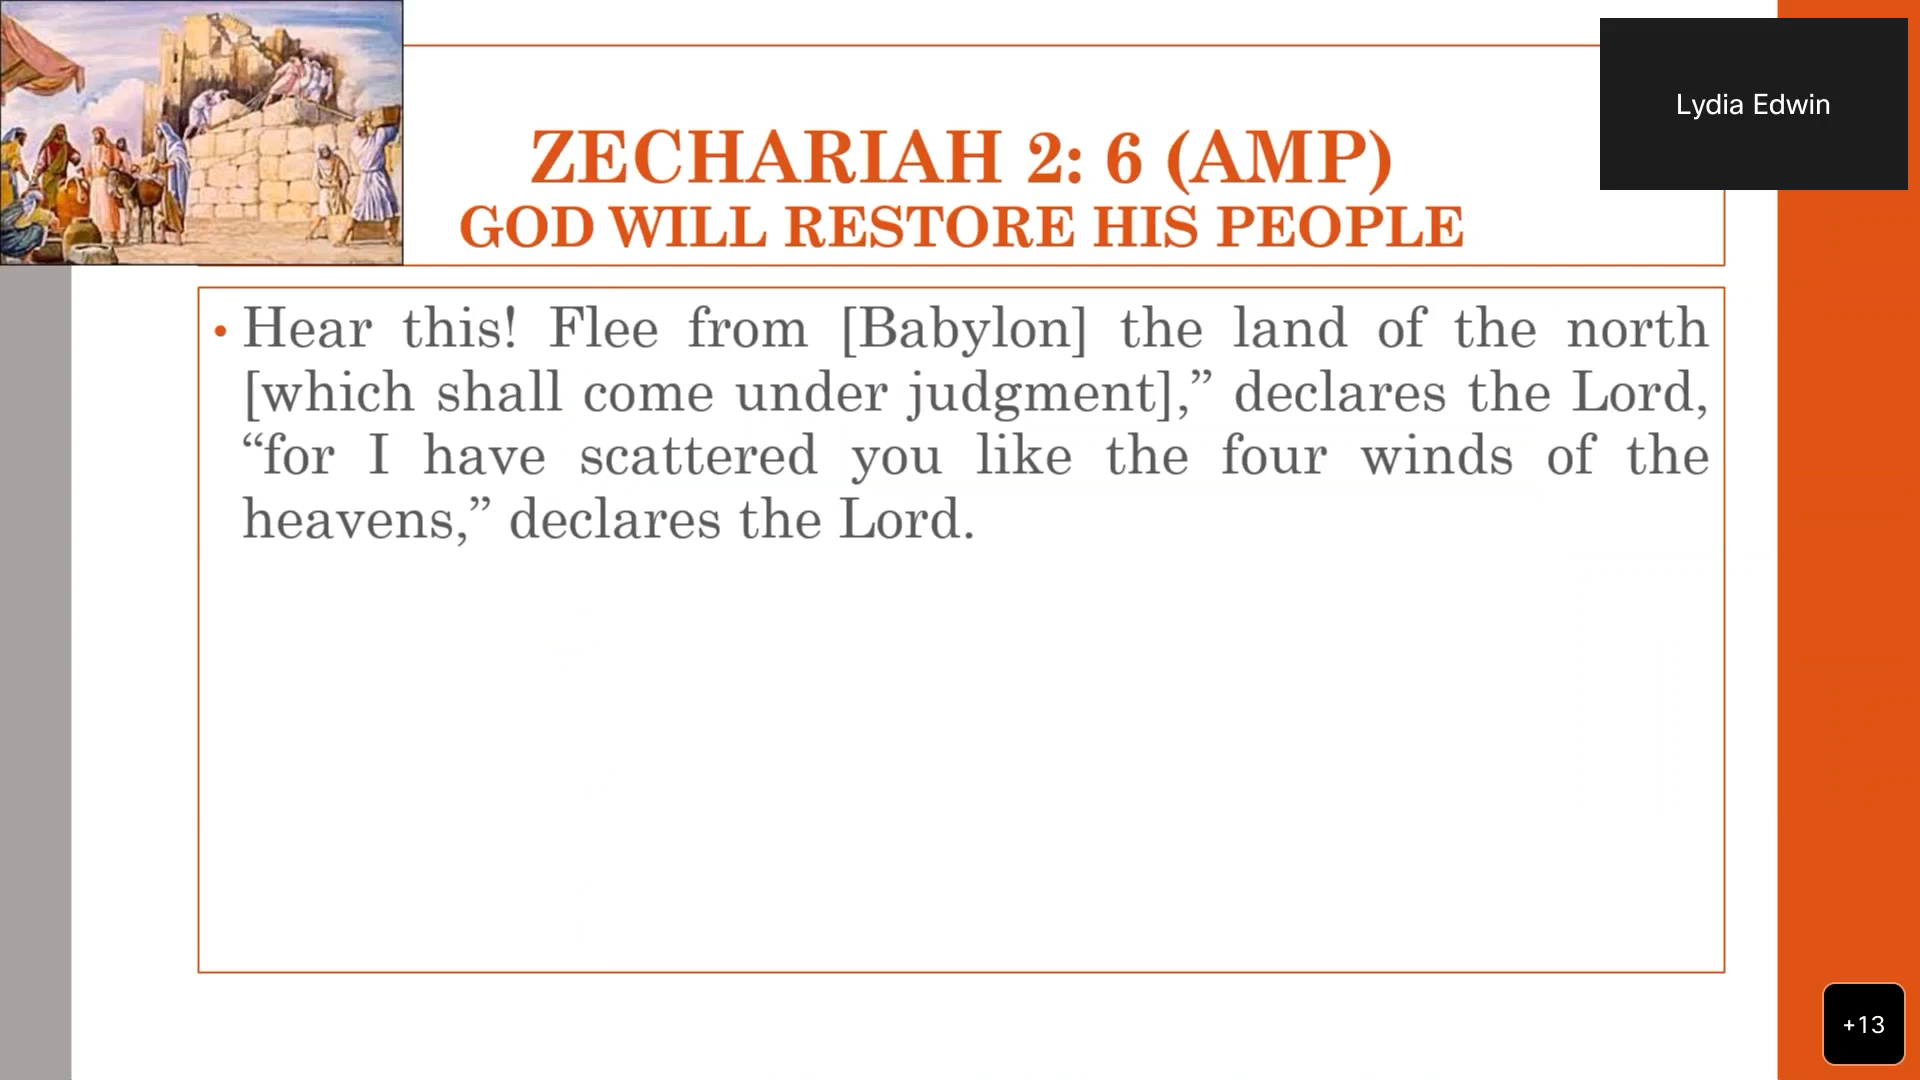 Lydia Edwin
ZECHARIAH 2: 6 (AMP)
GOD WILL RESTORE HIS PEOPLE
• Hear this! Flee from [Babylon] the land of the north
[which shall come under judgment],” declares the Lord,
“for I have scattered you like the four winds of the
heavens,” declares the Lord.
+13